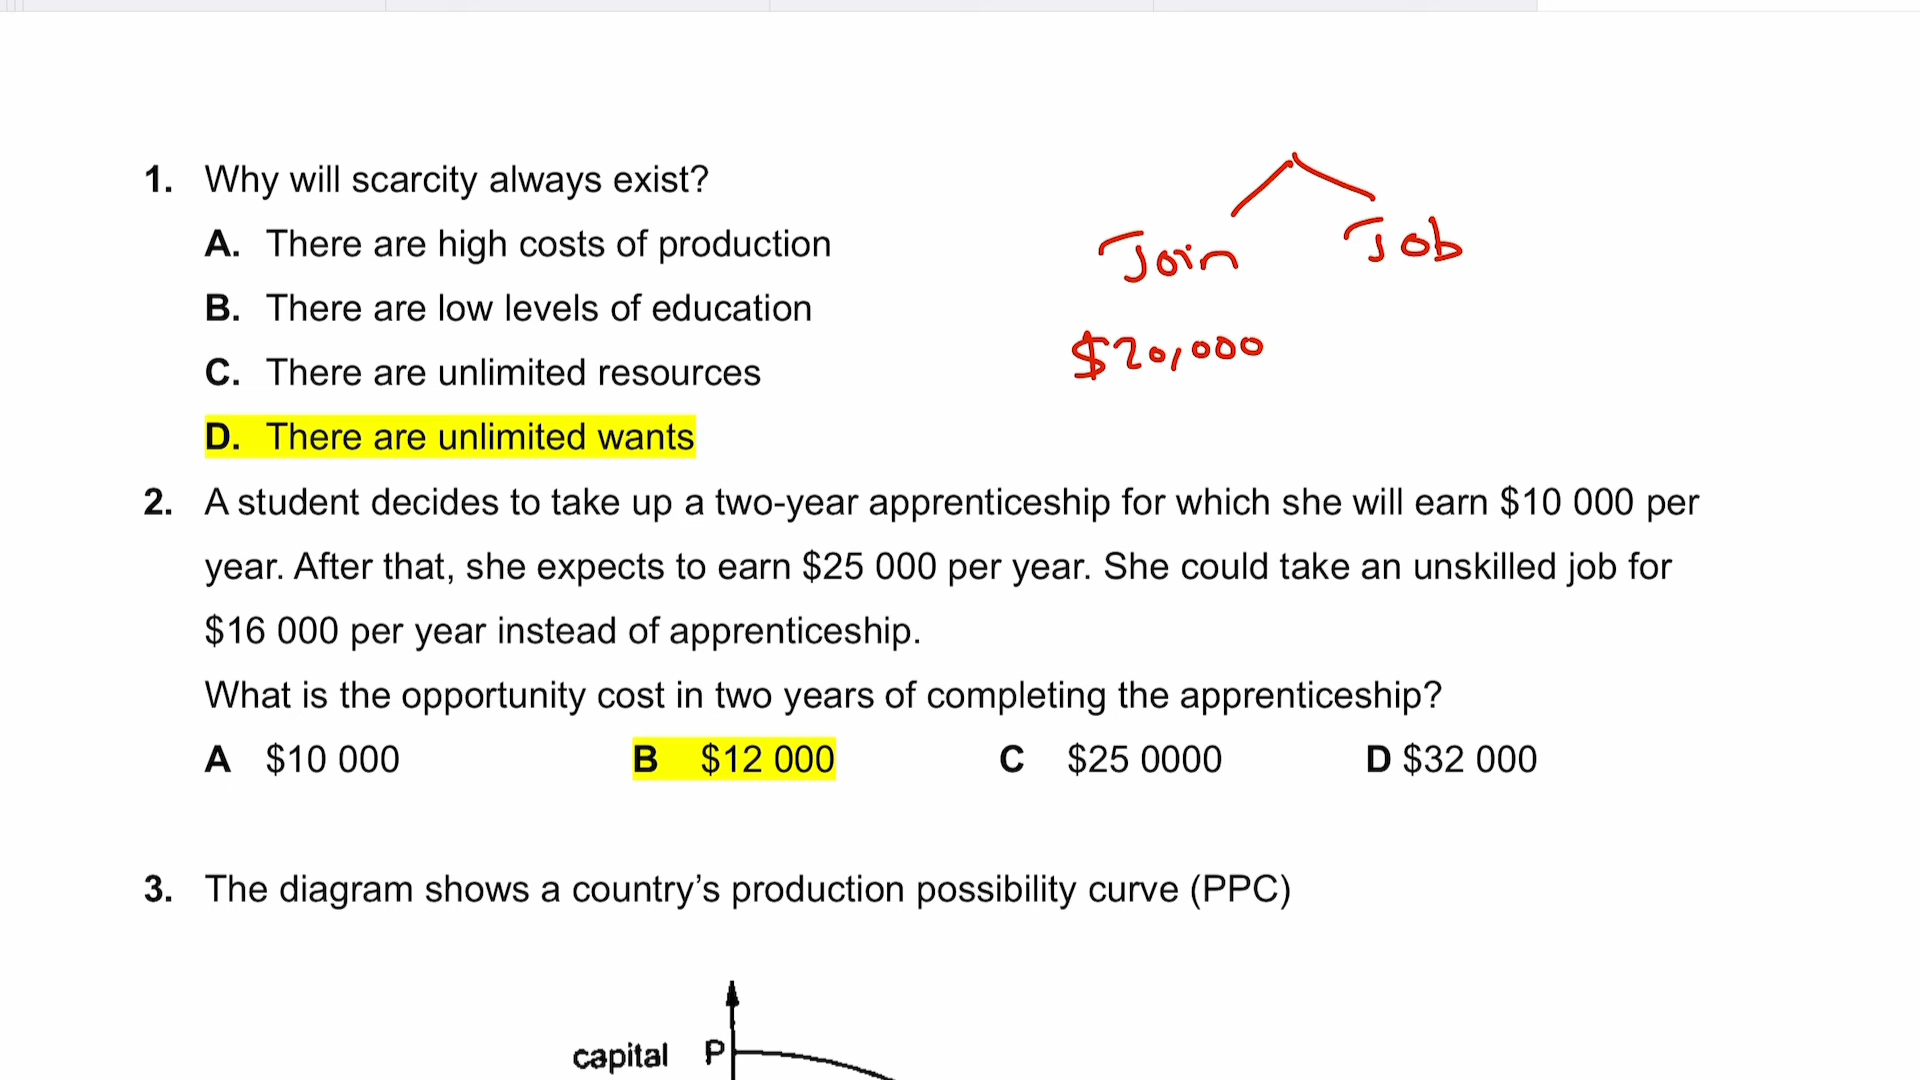 1. Why will scarcity always exist?
A. There are high costs of production
B. There are low levels of education
C. There are unlimited resources
D. There are unlimited wants
Join
Job
$20,000
2. A student decides to take up a two-year apprenticeship for which she will earn $10 000 per
year. After that, she expects to earn $25 000 per year. She could take an unskilled job for
$16 000 per year instead of apprenticeship.
What is the opportunity cost in two years of completing the apprenticeship?
A $10 000 B $12 000 C $25 0000 D $32 000
3. The diagram shows a country’s production possibility curve (PPC)
capital P